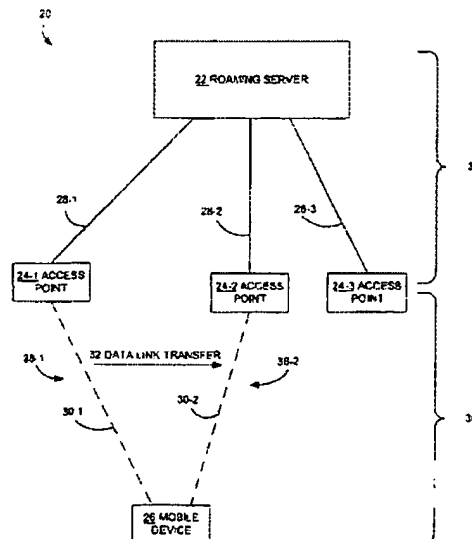 20
22 ROAMING SERVER
28-1
28-2
28-3
24-1 ACCESS
POINT
24-2 ACCESS
POINT
24-3 ACCESS
POINT
32 DATA LINK TRANSFER
38-1
38-2
30-1
30-2
26 MOBILE
DEVICE